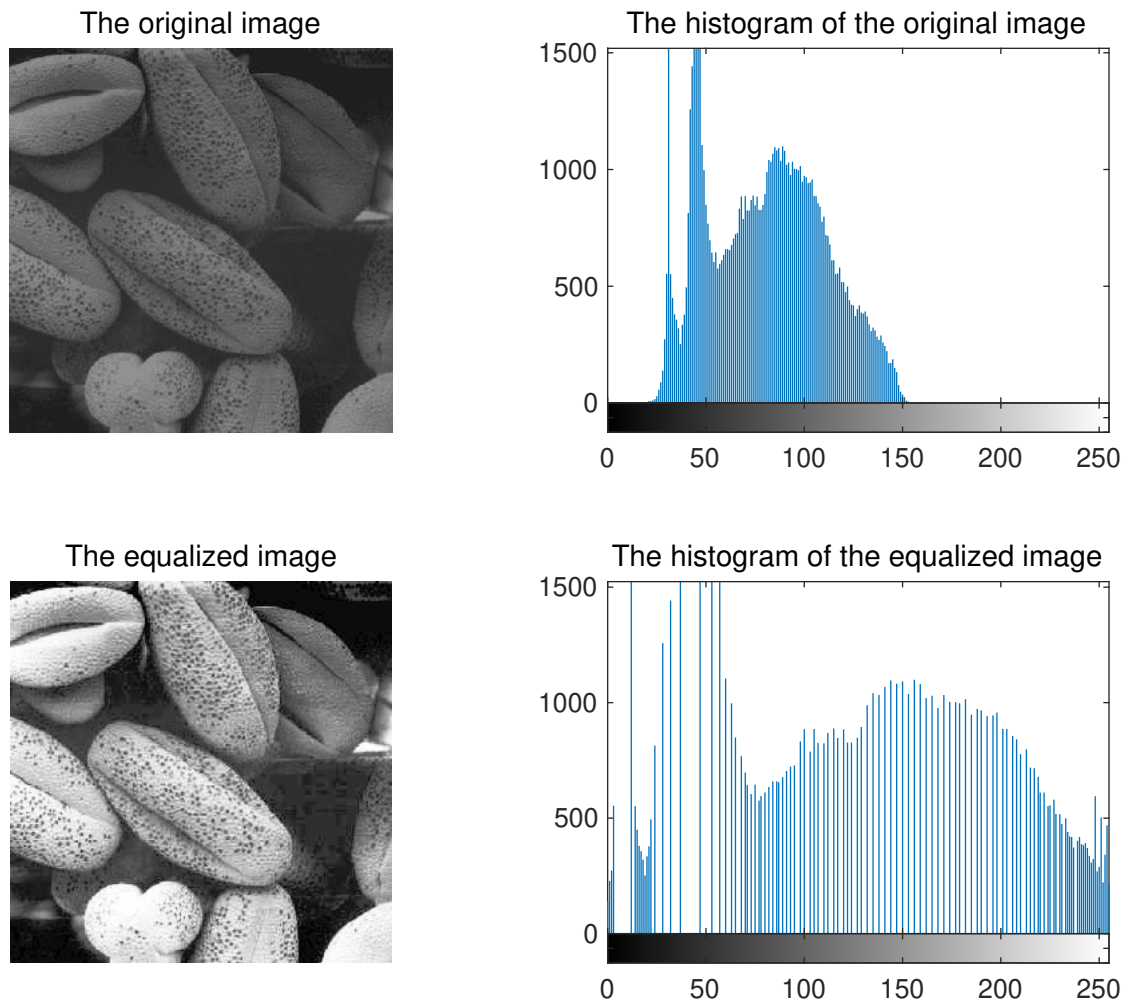 The original image
The histogram of the original image
1500
1000
500
0
0 50 100 150 200 250
The equalized image
The histogram of the equalized image
1500
1000
500
0
0 50 100 150 200 250